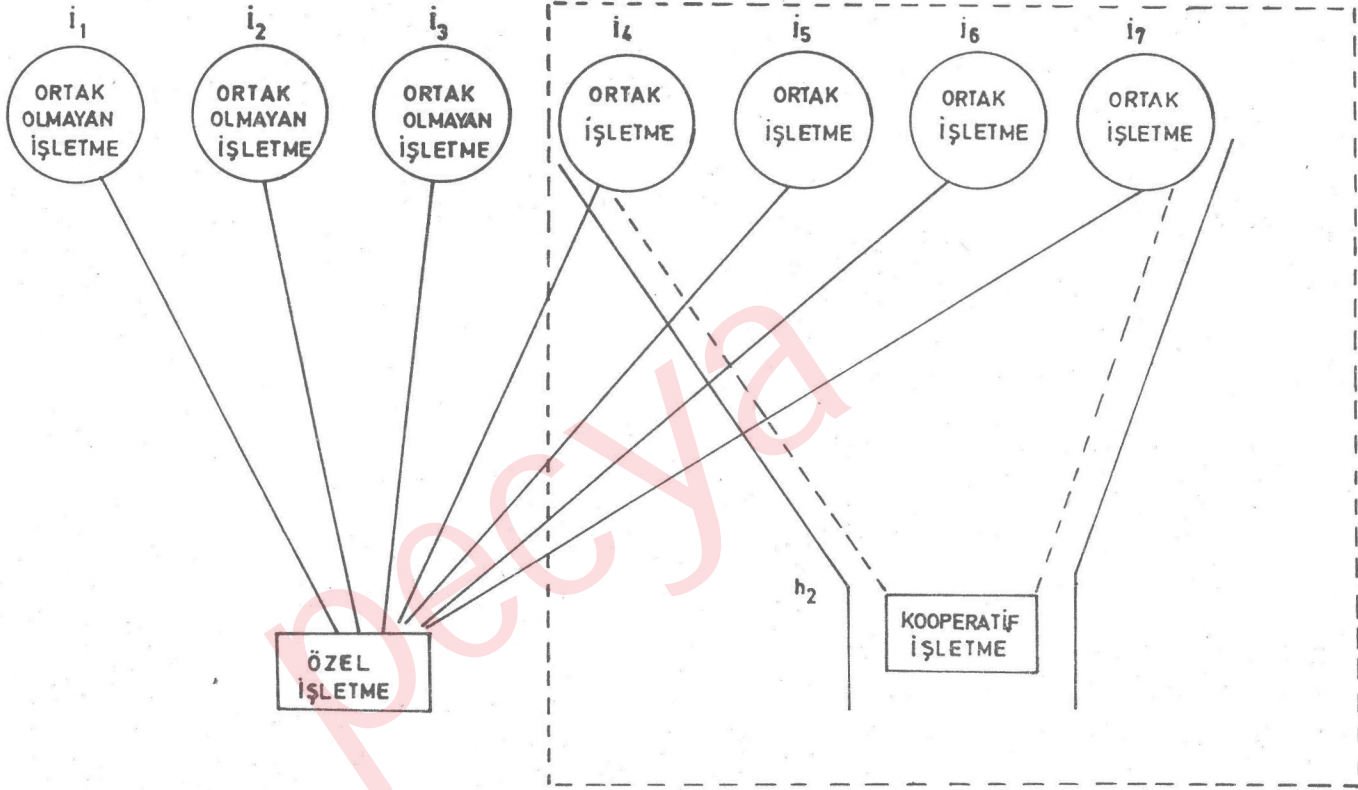 i₁
i₂
i₃
i₄
i₅
i₆
i₇
ORTAK
OLMAYAN
İŞLETME
ORTAK
OLMAYAN
İŞLETME
ORTAK
OLMAYAN
İŞLETME
ORTAK
İŞLETME
ORTAK
İŞLETME
ORTAK
İŞLETME
ORTAK
İŞLETME
h₂
KOOPERATİF
İŞLETME
ÖZEL
İŞLETME
pecya